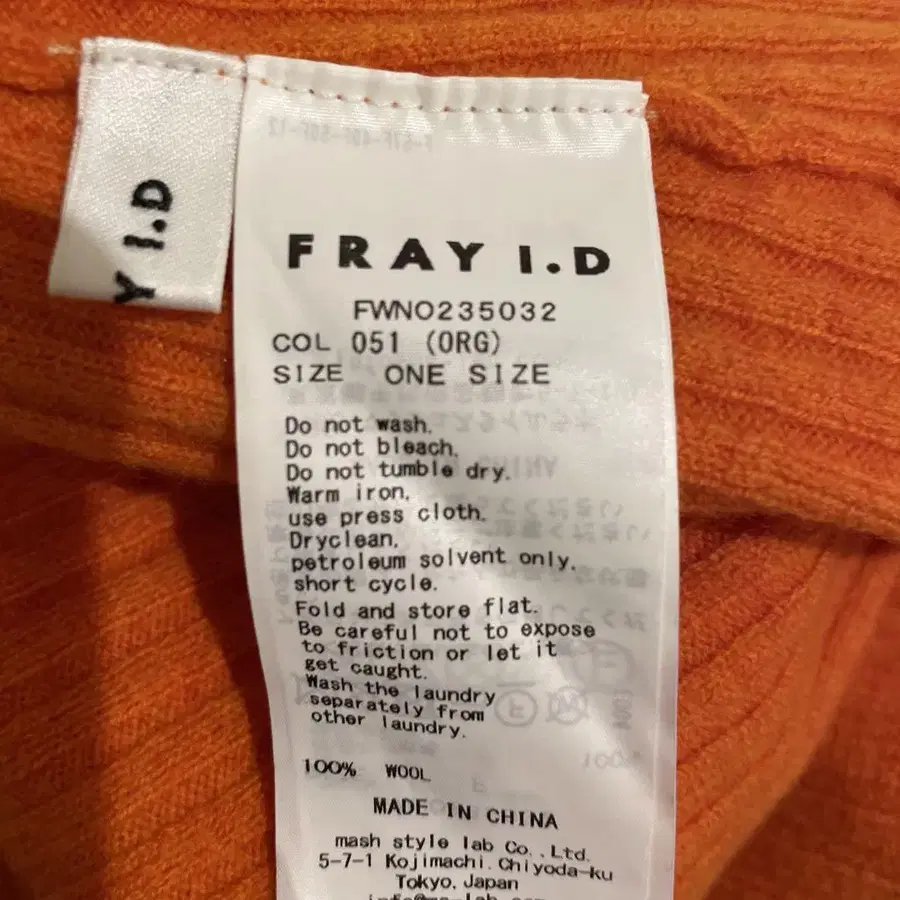 Y I.D
FRAY I.D
FWNO235032
COL 051 (ORG)
SIZE ONE SIZE
Do not wash.
Do not bleach.
Do not tumble dry.
Warm iron,
use press cloth.
Dryclean,
petroleum solvent only,
short cycle.
Fold and store flat.
Be careful not to expose
to friction or let it
get caught.
Wash the laundry
separately from
other laundry.
100% WOOL
MADE IN CHINA
mash style lab Co.,Ltd.
5-7-1 Kojimachi.Chiyoda-ku
Tokyo.Japan